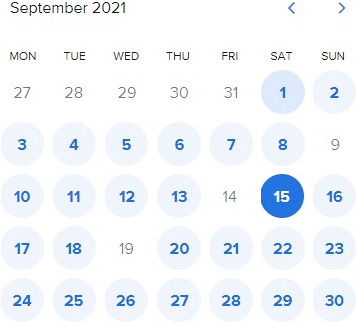 September 2021
MON TUE WED THU FRI SAT SUN
27 28 29 30 31 1 2
3 4 5 6 7 8 9
10 11 12 13 14 15 16
17 18 19 20 21 22 23
24 25 26 27 28 29 30